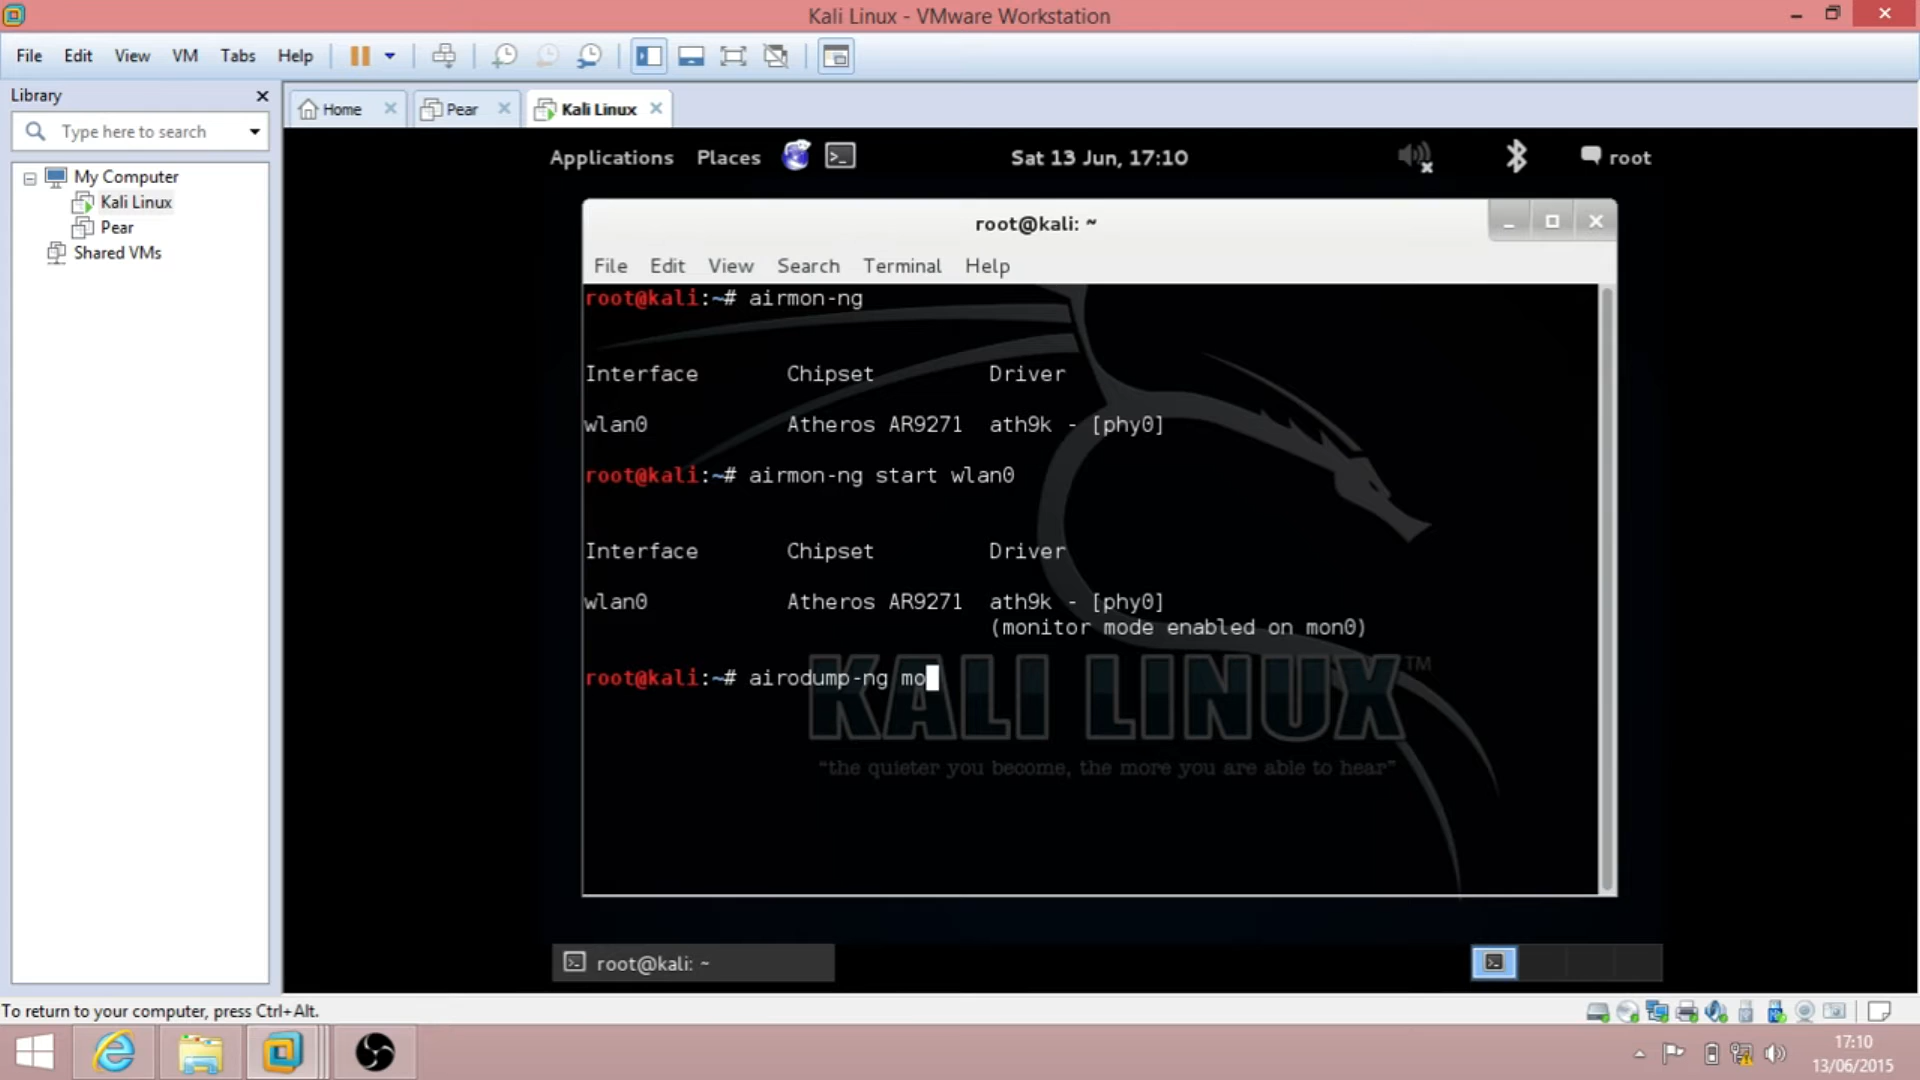 Kali Linux - VMware Workstation
File Edit View VM Tabs Help
Library
Type here to search
My Computer
Kali Linux
Pear
Shared VMs
Home
Pear
Kali Linux
Applications Places Sat 13 Jun, 17:10 root
root@kali: ~
File Edit View Search Terminal Help
root@kali:~# airmon-ng
Interface Chipset Driver
wlan0 Atheros AR9271 ath9k - [phy0]
root@kali:~# airmon-ng start wlan0
Interface Chipset Driver
wlan0 Atheros AR9271 ath9k - [phy0]
(monitor mode enabled on mon0)
root@kali:~# airodump-ng mo
KALI LINUX™
“the quieter you become, the more you are able to hear”
root@kali: ~
To return to your computer, press Ctrl+Alt.
17:10
13/06/2015